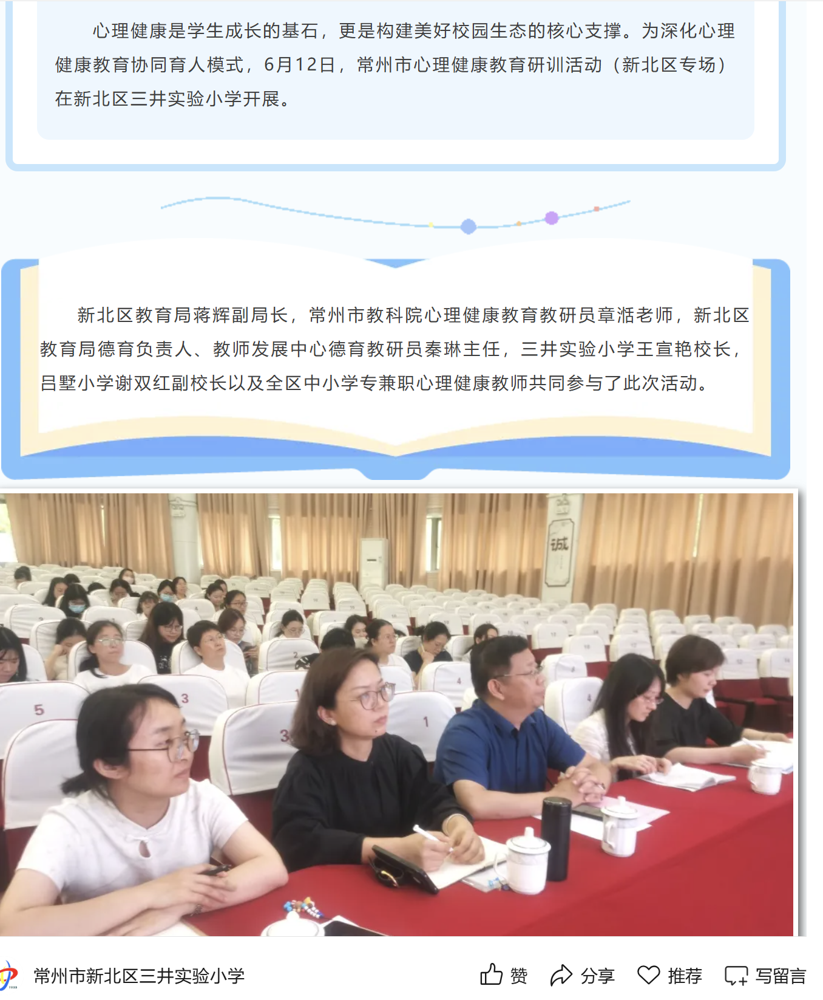 心理健康是学生成长的基石，更是构建美好校园生态的核心支撑。为深化心理
健康教育协同育人模式，6月12日，常州市心理健康教育研训活动（新北区专场）
在新北区三井实验小学开展。
新北区教育局蒋辉副局长，常州市教科院心理健康教育教研员章湉老师，新北区
教育局德育负责人、教师发展中心德育教研员秦琳主任，三井实验小学王宣艳校长，
吕墅小学谢双红副校长以及全区中小学专兼职心理健康教师共同参与了此次活动。
诚
2
4
3
1
4
5
3
1
常州市新北区三井实验小学
赞
分享
推荐
写留言